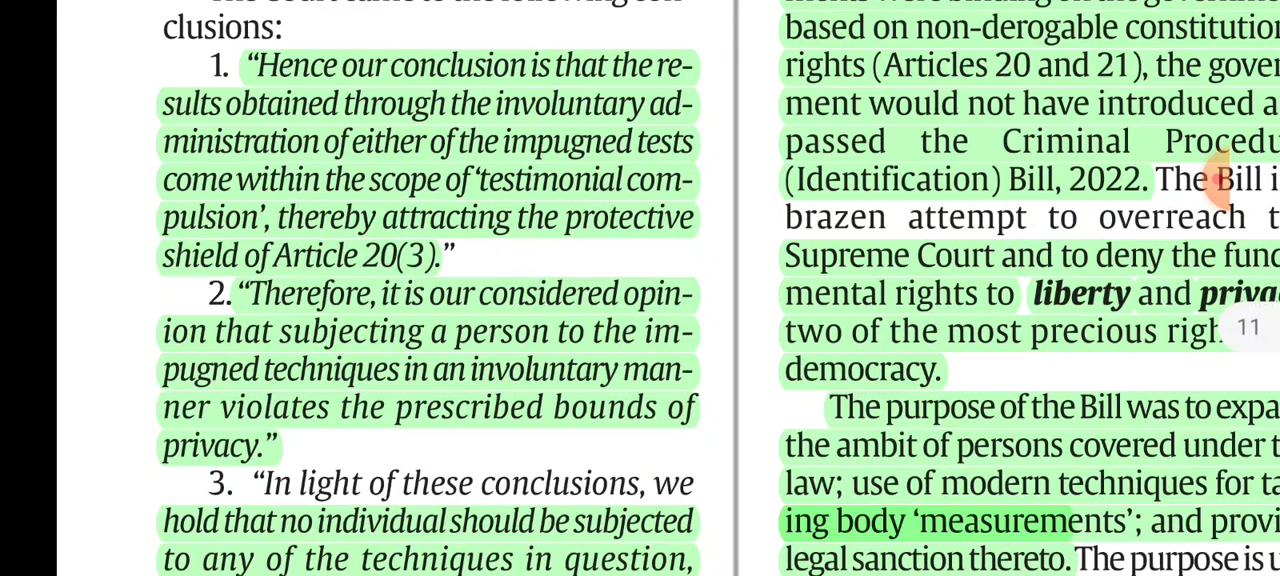 clusions:
1. “Hence our conclusion is that the re-
sults obtained through the involuntary ad-
ministration of either of the impugned tests
come within the scope of ‘testimonial com-
pulsion’, thereby attracting the protective
shield of Article 20(3).”
2. “Therefore, it is our considered opin-
ion that subjecting a person to the im-
pugned techniques in an involuntary man-
ner violates the prescribed bounds of
privacy.”
3. “In light of these conclusions, we
hold that no individual should be subjected
to any of the techniques in question,
based on non-derogable
rights (Articles 20 and 21), the
ment would not have introduced
passed the Criminal
(Identification) Bill, 2022. The Bill
brazen attempt to overreach
Supreme Court and to deny the
mental rights to liberty and
two of the most precious
democracy.
The purpose of the Bill was to
the ambit of persons covered under
law; use of modern techniques for
ing body ‘measurements’; and
legal sanction thereto. The purpose is
11